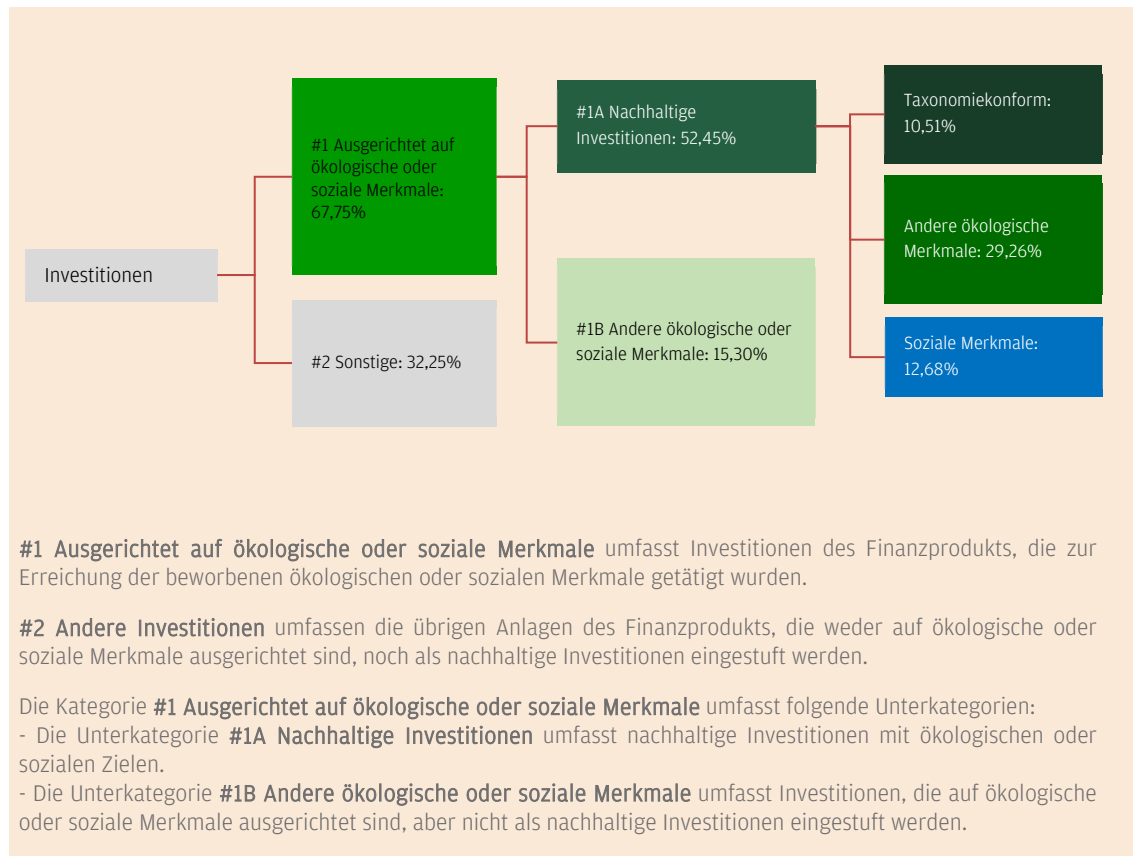 Investitionen
#1 Ausgerichtet auf
ökologische oder
soziale Merkmale:
67,75%
#2 Sonstige: 32,25%
#1A Nachhaltige
Investitionen: 52,45%
#1B Andere ökologische oder
soziale Merkmale: 15,30%
Taxonomiekonform:
10,51%
Andere ökologische
Merkmale: 29,26%
Soziale Merkmale:
12,68%
#1 Ausgerichtet auf ökologische oder soziale Merkmale umfasst Investitionen des Finanzprodukts, die zur
Erreichung der beworbenen ökologischen oder sozialen Merkmale getätigt wurden.
#2 Andere Investitionen umfassen die übrigen Anlagen des Finanzprodukts, die weder auf ökologische oder
soziale Merkmale ausgerichtet sind, noch als nachhaltige Investitionen eingestuft werden.
Die Kategorie #1 Ausgerichtet auf ökologische oder soziale Merkmale umfasst folgende Unterkategorien:
- Die Unterkategorie #1A Nachhaltige Investitionen umfasst nachhaltige Investitionen mit ökologischen oder
sozialen Zielen.
- Die Unterkategorie #1B Andere ökologische oder soziale Merkmale umfasst Investitionen, die auf ökologische
oder soziale Merkmale ausgerichtet sind, aber nicht als nachhaltige Investitionen eingestuft werden.